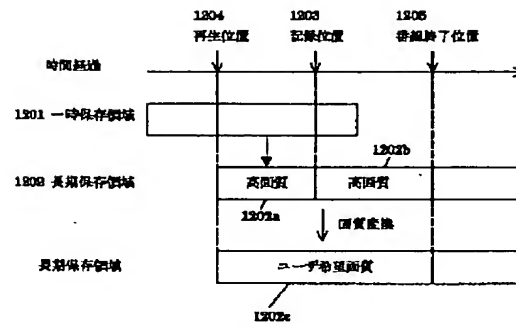 1204 1203 1205
再生位置 記録位置 番組終了位置
時間経過
1201 一時保存領域
1202b
1202 長期保存領域 高画質 高画質
1202a
画質変換
長期保存領域 ユーザ希望画質
1202c